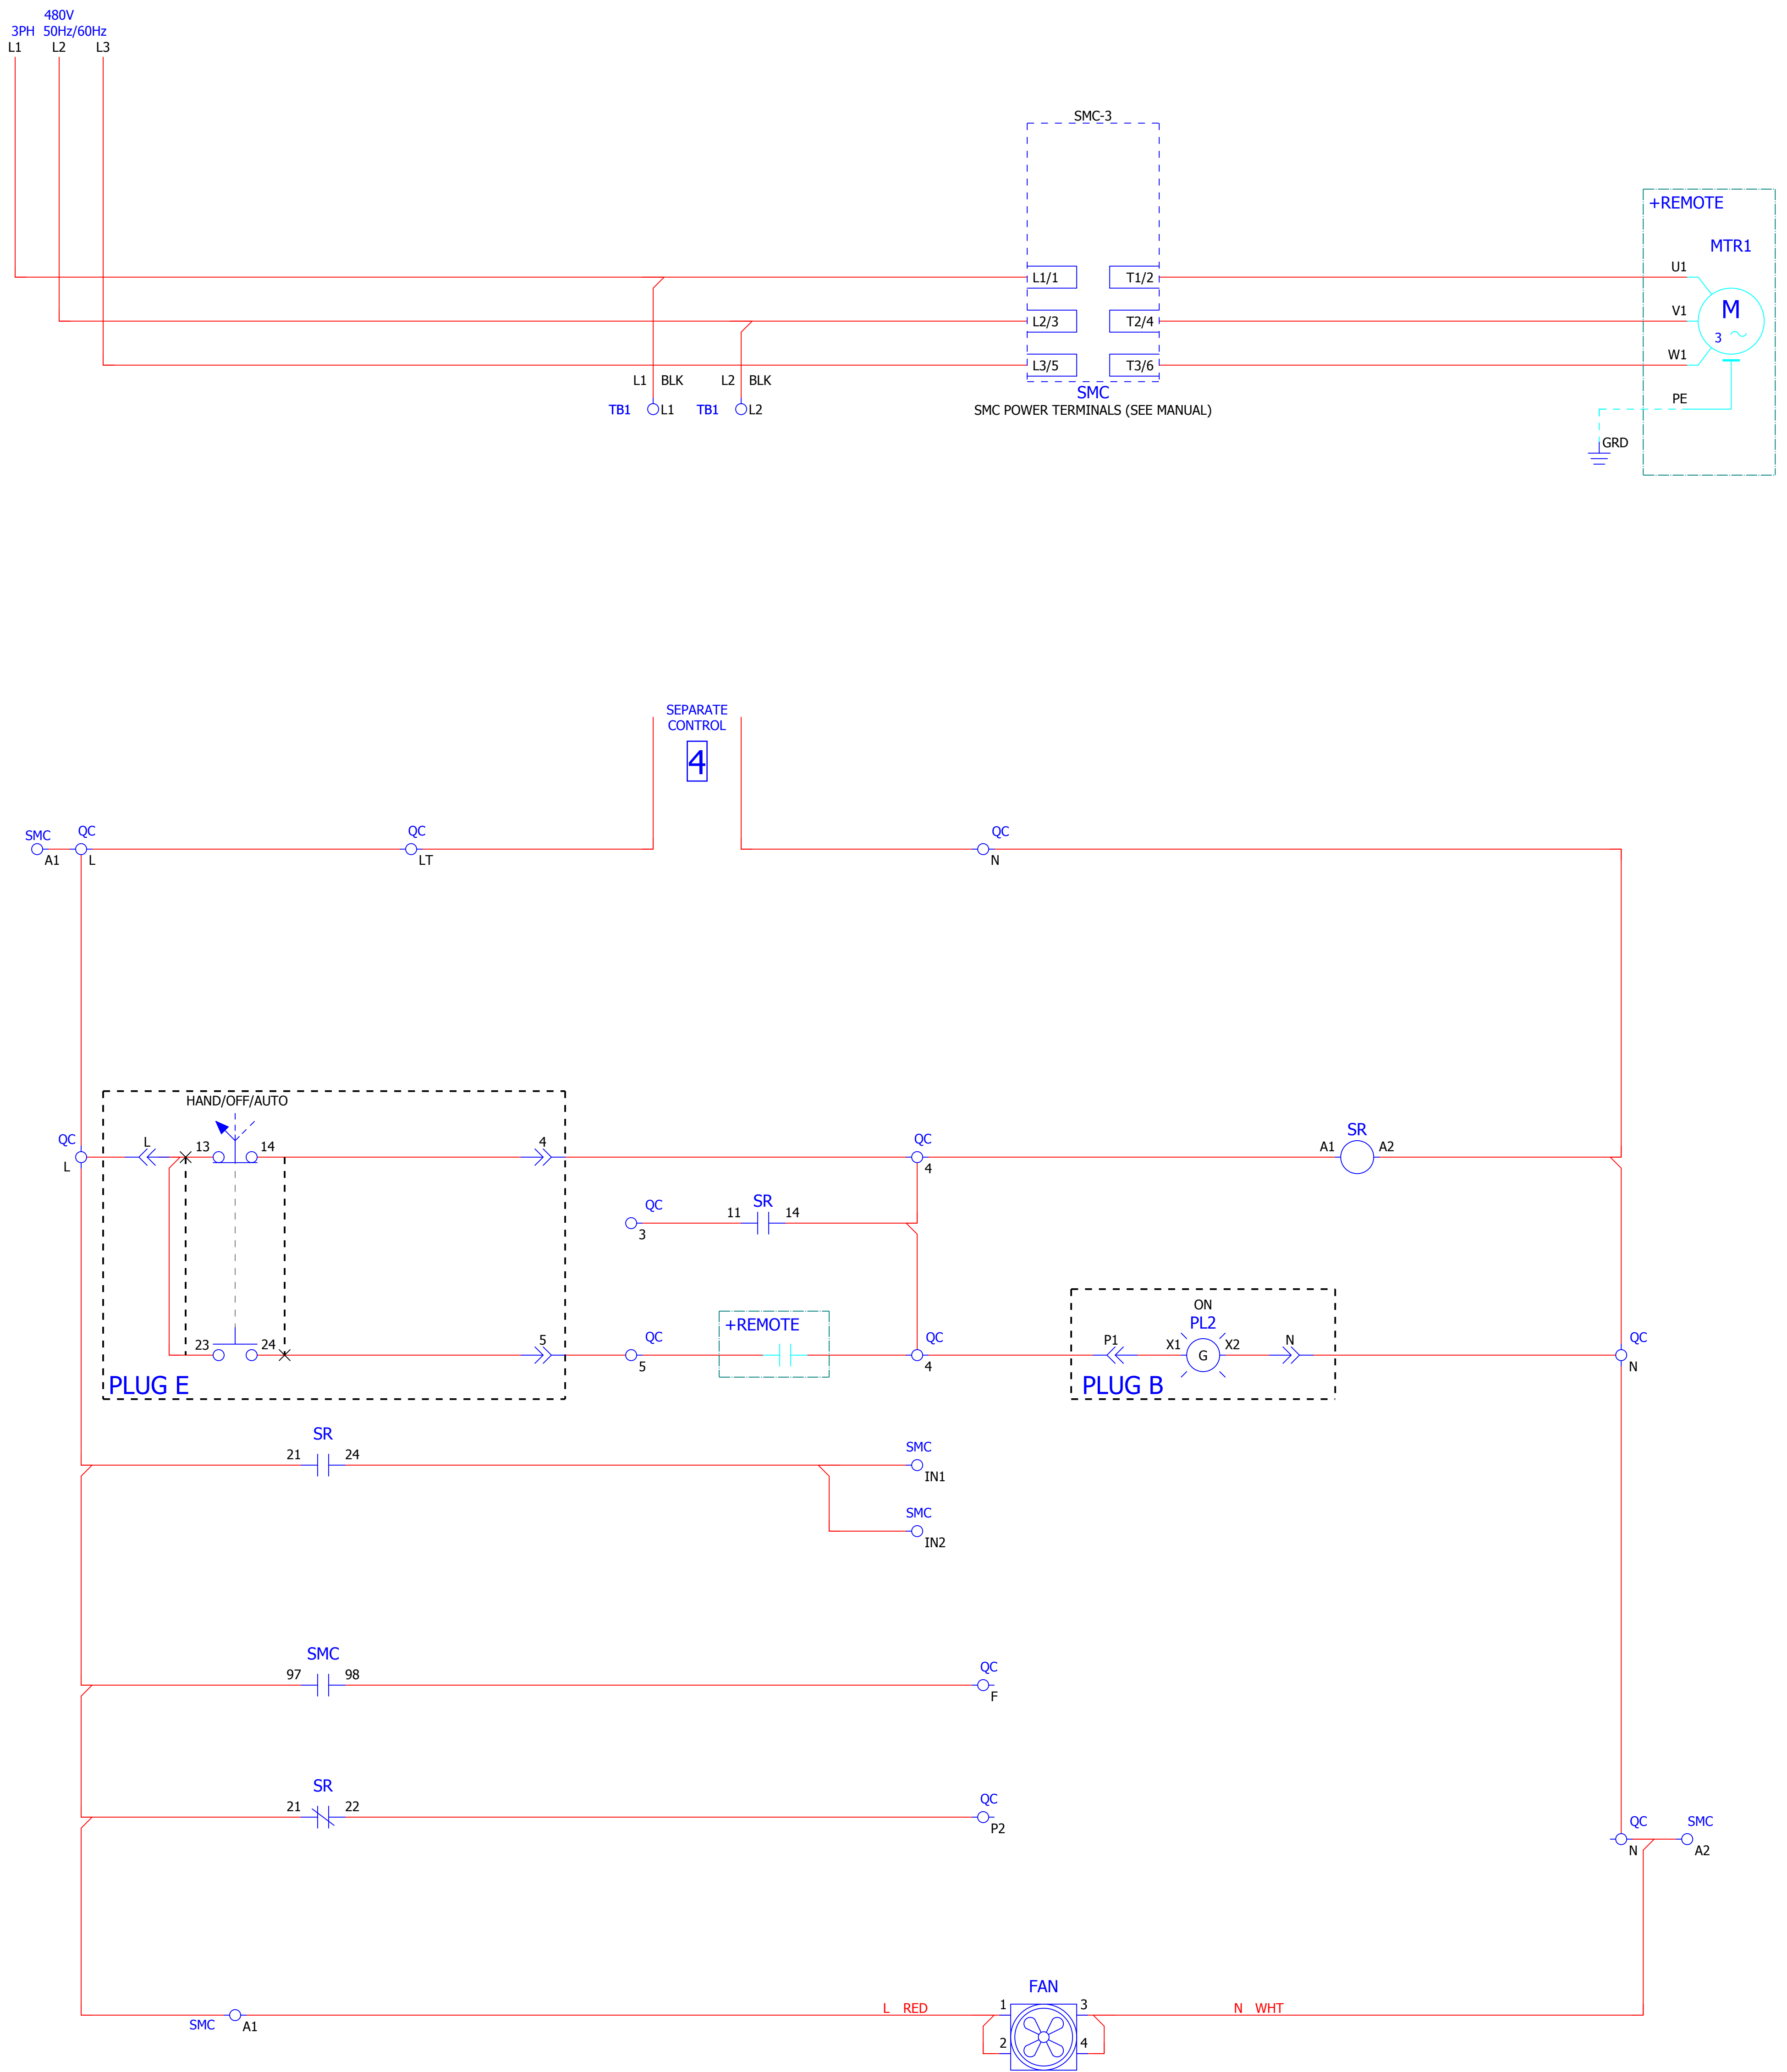 480V
3PH 50Hz/60Hz
L1 L2 L3
SMC-3
+REMOTE
MTR1
L1/1 T1/2 U1
L2/3 T2/4 V1 M
3
L3/5 T3/6 W1
L1 BLK L2 BLK
SMC
PE
TB1 L1 TB1 L2
SMC POWER TERMINALS (SEE MANUAL)
GRD
SEPARATE
CONTROL
4
SMC QC QC QC
A1 L LT N
HAND/OFF/AUTO
QC L 13 14 4 QC A1 SR A2
L 4
QC 11 SR 14
3
ON
+REMOTE
PL2
23 24 5 QC P1 X1 G X2 N QC
QC
5 4 N
PLUG E PLUG B
SR
21 24 SMC
IN1
SMC
IN2
SMC
97 98 QC
F
SR
21 22 QC
P2
QC SMC
N A2
FAN
L RED 1 3 N WHT
SMC A1
2 4